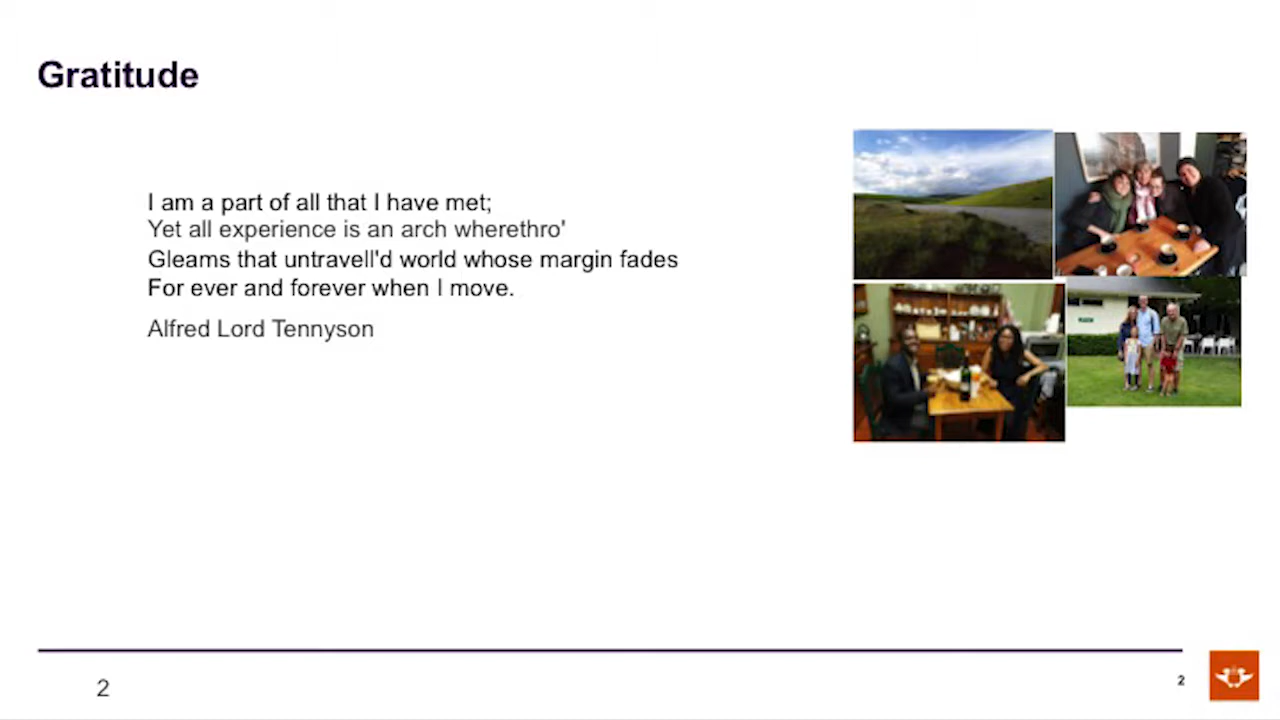 Gratitude
I am a part of all that I have met;
Yet all experience is an arch wherethro'
Gleams that untravell'd world whose margin fades
For ever and forever when I move.
Alfred Lord Tennyson
2
2